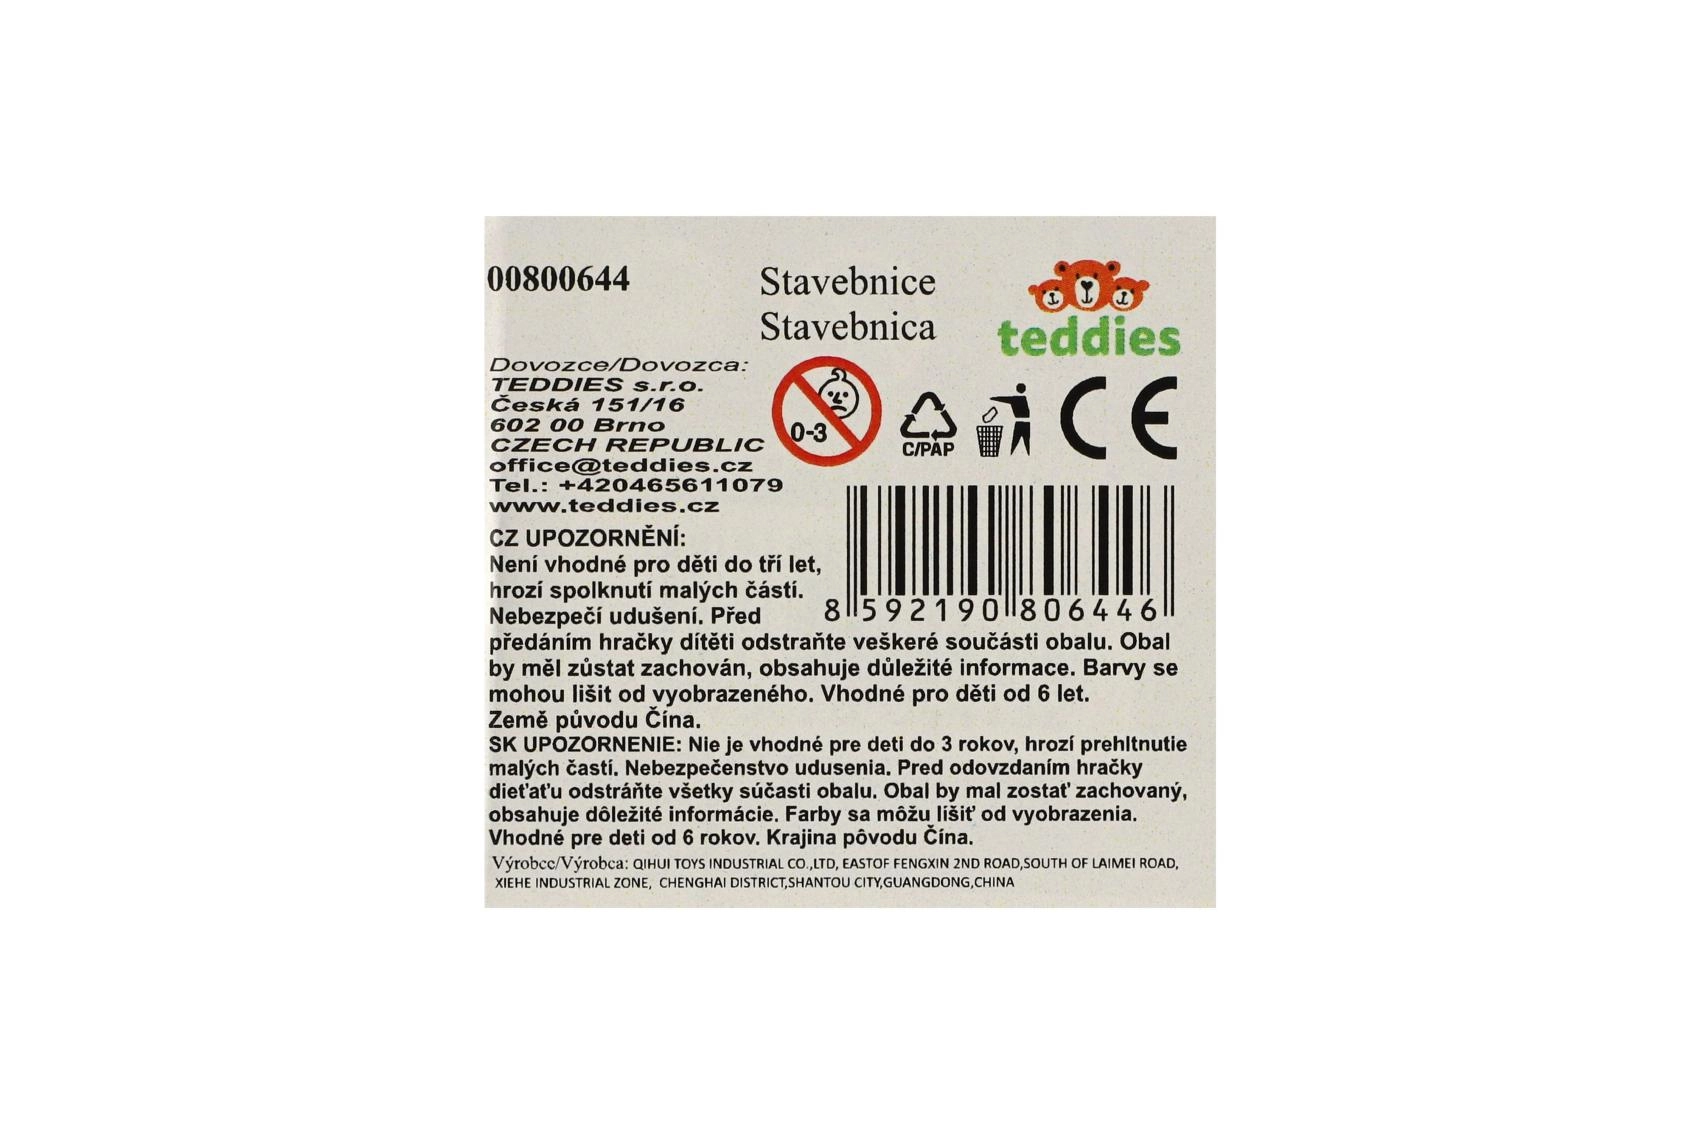 00800644
Stavebnice
Stavebnica
teddies
Dovozce/Dovozca:
TEDDIES s.r.o.
Česká 151/16
602 00 Brno
CZECH REPUBLIC
office@teddies.cz
Tel.: +420465611079
www.teddies.cz
0-3
C/PAP
CE
CZ UPOZORNĚNÍ:
Není vhodné pro děti do tří let,
hrozí spolknutí malých částí.
Nebezpečí udušení. Před
8 592190 806446
předáním hračky dítěti odstraňte veškeré součásti obalu. Obal
by měl zůstat zachován, obsahuje důležité informace. Barvy se
mohou lišit od vyobrazeného. Vhodné pro děti od 6 let.
Země původu Čína.
SK UPOZORNENIE: Nie je vhodné pre deti do 3 rokov, hrozí prehltnutie
malých častí. Nebezpečenstvo udusenia. Pred odovzdaním hračky
dieťaťu odstráňte všetky súčasti obalu. Obal by mal zostať zachovaný,
obsahuje dôležité informácie. Farby sa môžu líšiť od vyobrazenia.
Vhodné pre deti od 6 rokov. Krajina pôvodu Čína.
Výrobce/Výrobca: QIHUI TOYS INDUSTRIAL CO.,LTD, EASTOF FENGXIN 2ND ROAD,SOUTH OF LAIMEI ROAD,
XIEHE INDUSTRIAL ZONE, CHENGHAI DISTRICT,SHANTOU CITY,GUANGDONG,CHINA